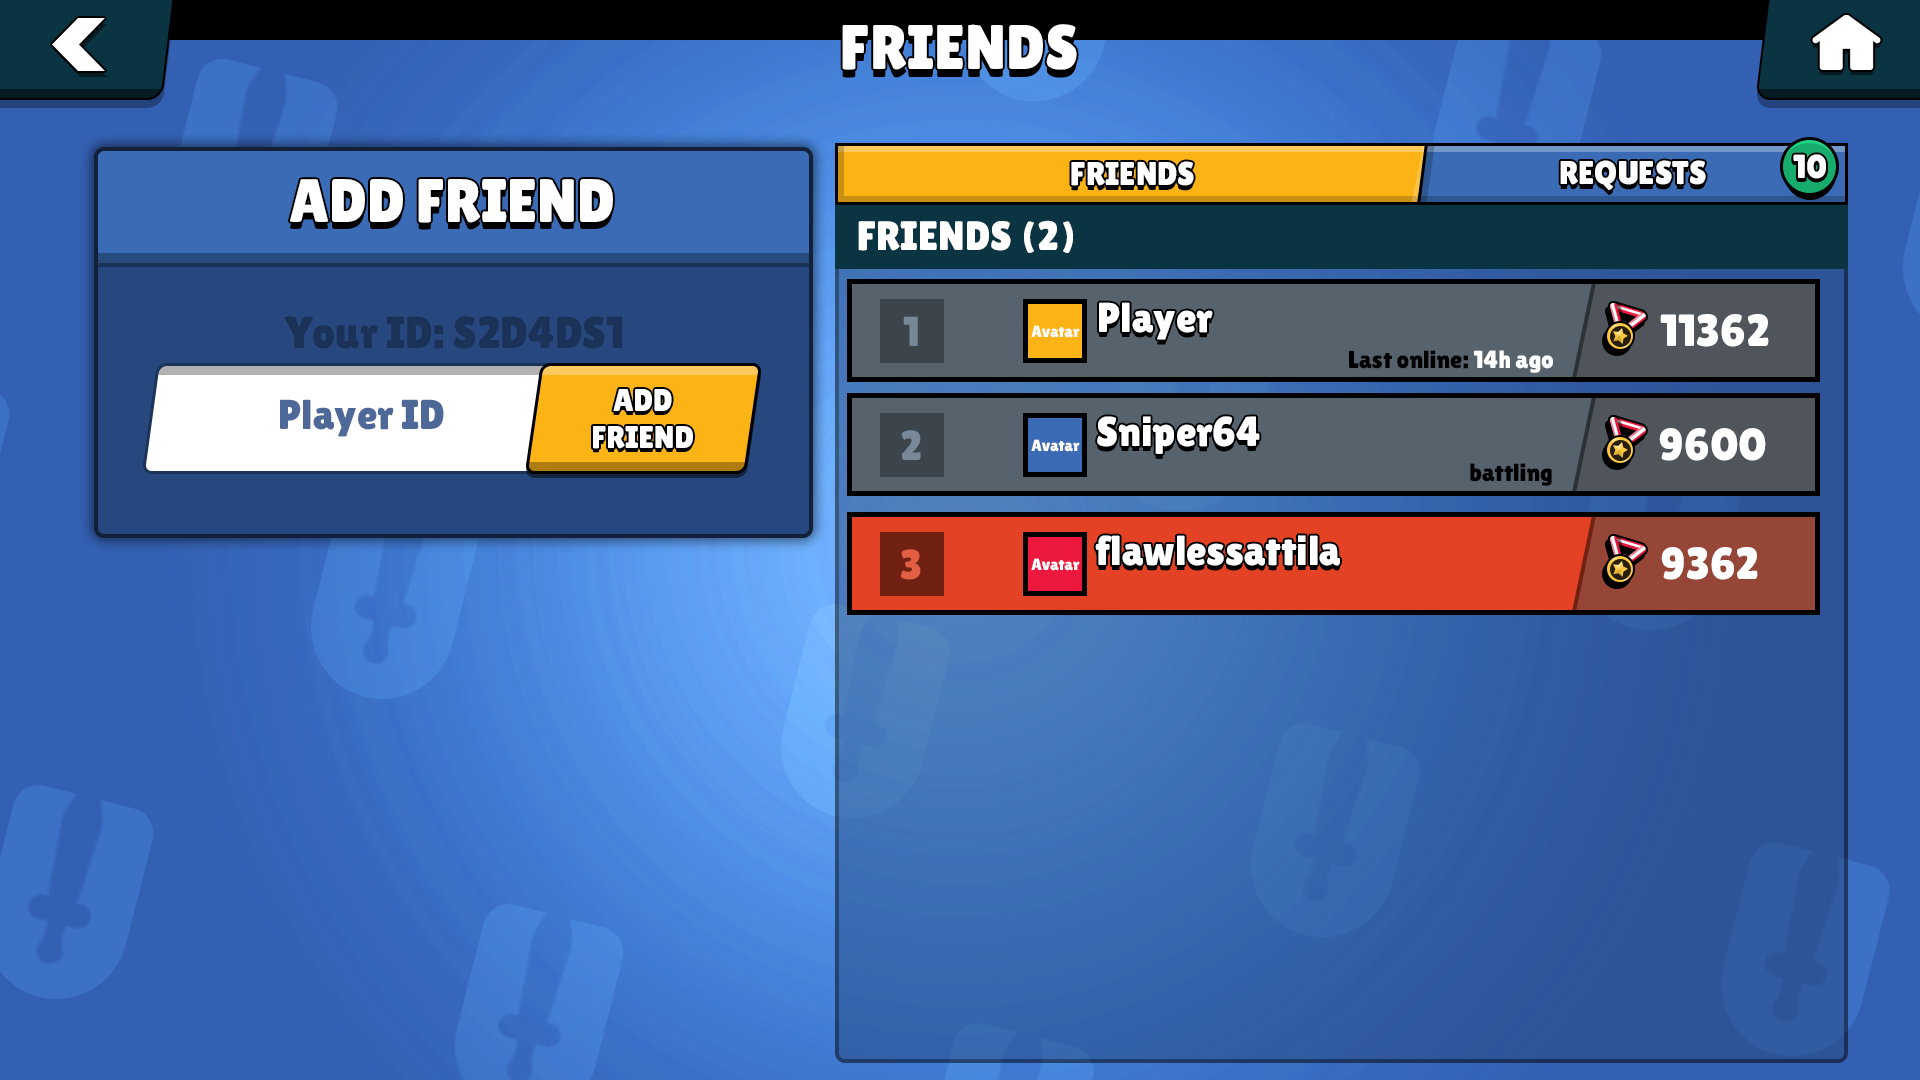 FRIENDS
ADD FRIEND
Your ID: S2D4DS1
Player ID
ADD
FRIEND
FRIENDS
REQUESTS
10
FRIENDS (2)
1
Avatar
Player
Last online: 14h ago
11362
2
Avatar
Sniper64
battling
9600
3
Avatar
flawlessattila
9362